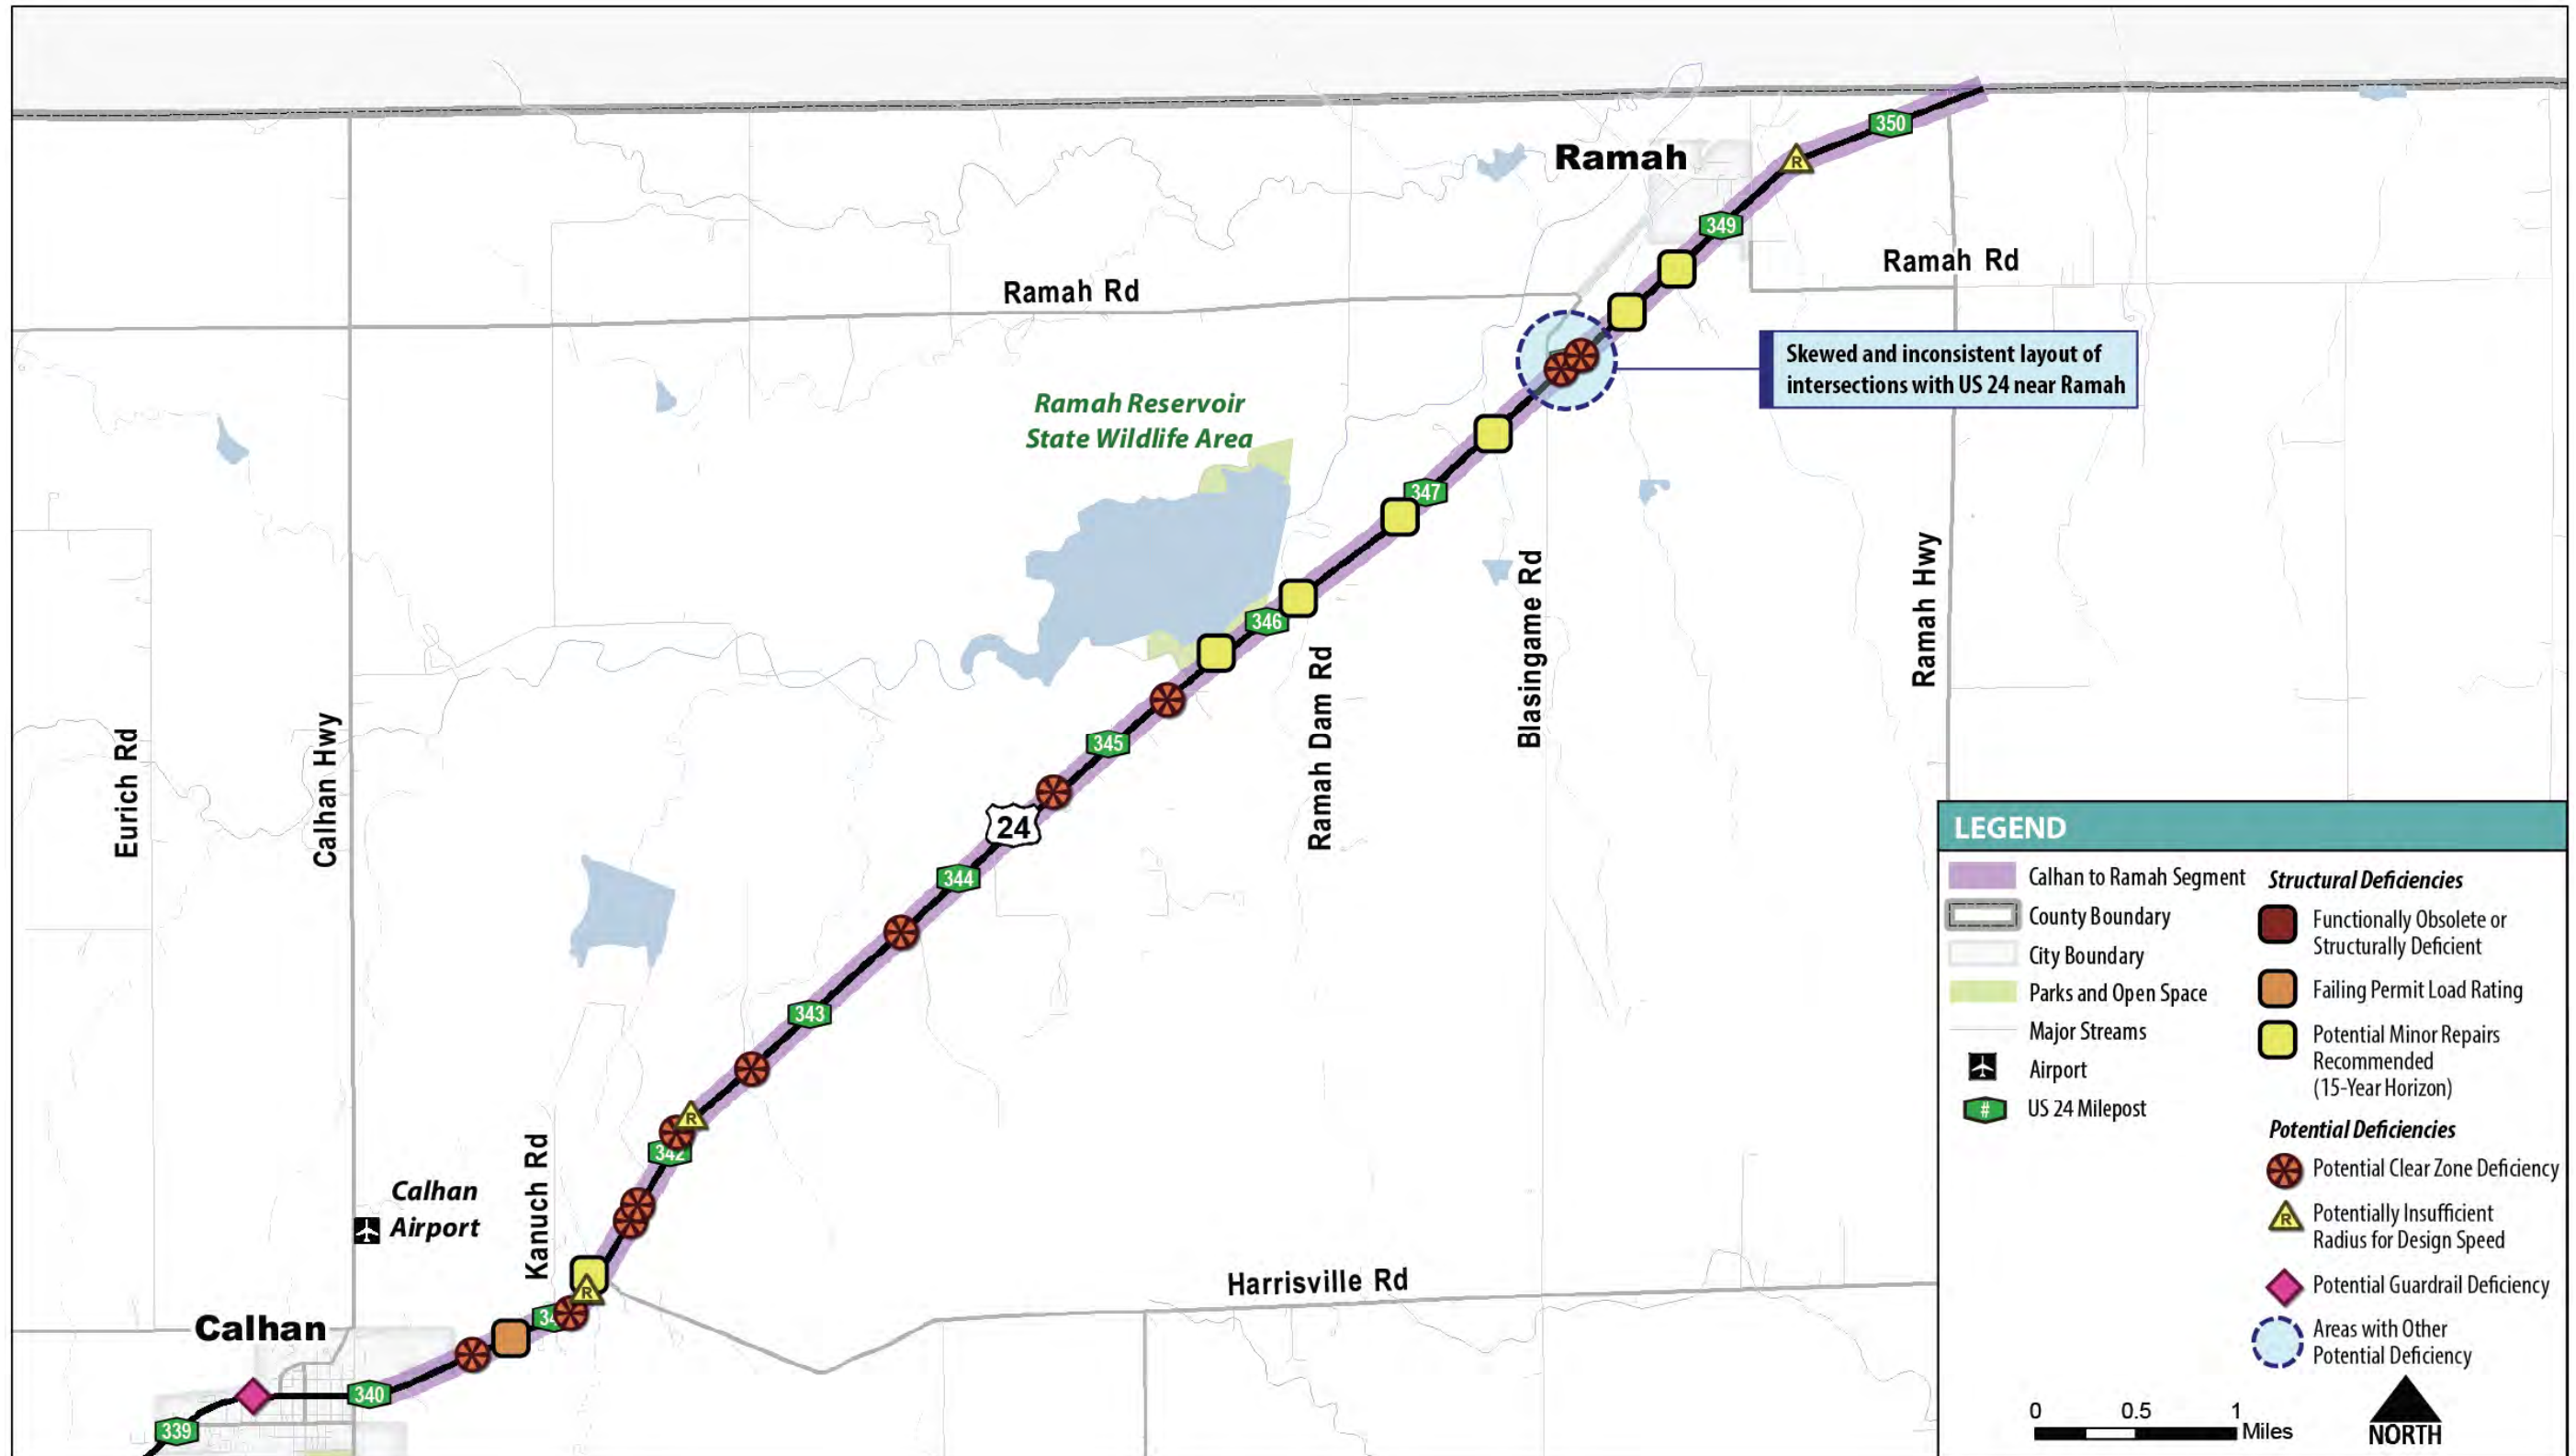 350
Ramah
R
349
Ramah Rd
Ramah Rd
Skewed and inconsistent layout of
intersections with US 24 near Ramah
Ramah Reservoir
State Wildlife Area
347
Blasingame Rd
Ramah Hwy
346
Ramah Dam Rd
Eurich Rd
Calhan Hwy
345
24
344
343
R
342
Kanuch Rd
Calhan
Airport
R
34
Harrisville Rd
Calhan
340
339
LEGEND
Calhan to Ramah Segment
County Boundary
City Boundary
Parks and Open Space
Major Streams
Airport
# US 24 Milepost
Structural Deficiencies
Functionally Obsolete or
Structurally Deficient
Failing Permit Load Rating
Potential Minor Repairs
Recommended
(15-Year Horizon)
Potential Deficiencies
Potential Clear Zone Deficiency
R Potentially Insufficient
Radius for Design Speed
Potential Guardrail Deficiency
Areas with Other
Potential Deficiency
0 0.5 1
Miles
NORTH